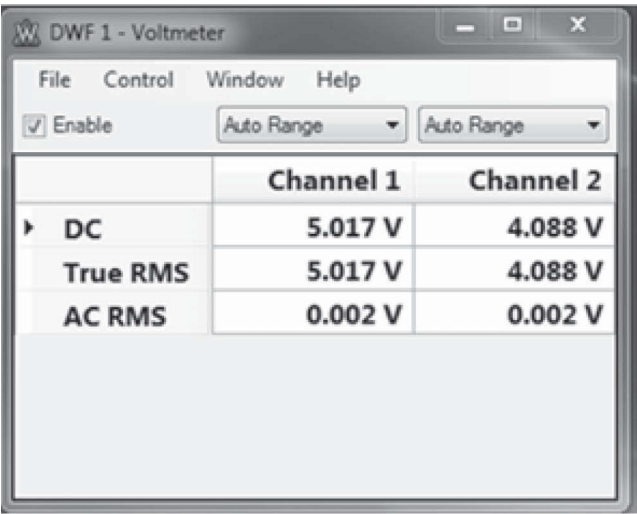 DWF 1 - Voltmeter
File Control Window Help
Enable Auto Range Auto Range
Channel 1 Channel 2
DC 5.017 V 4.088 V
True RMS 5.017 V 4.088 V
AC RMS 0.002 V 0.002 V